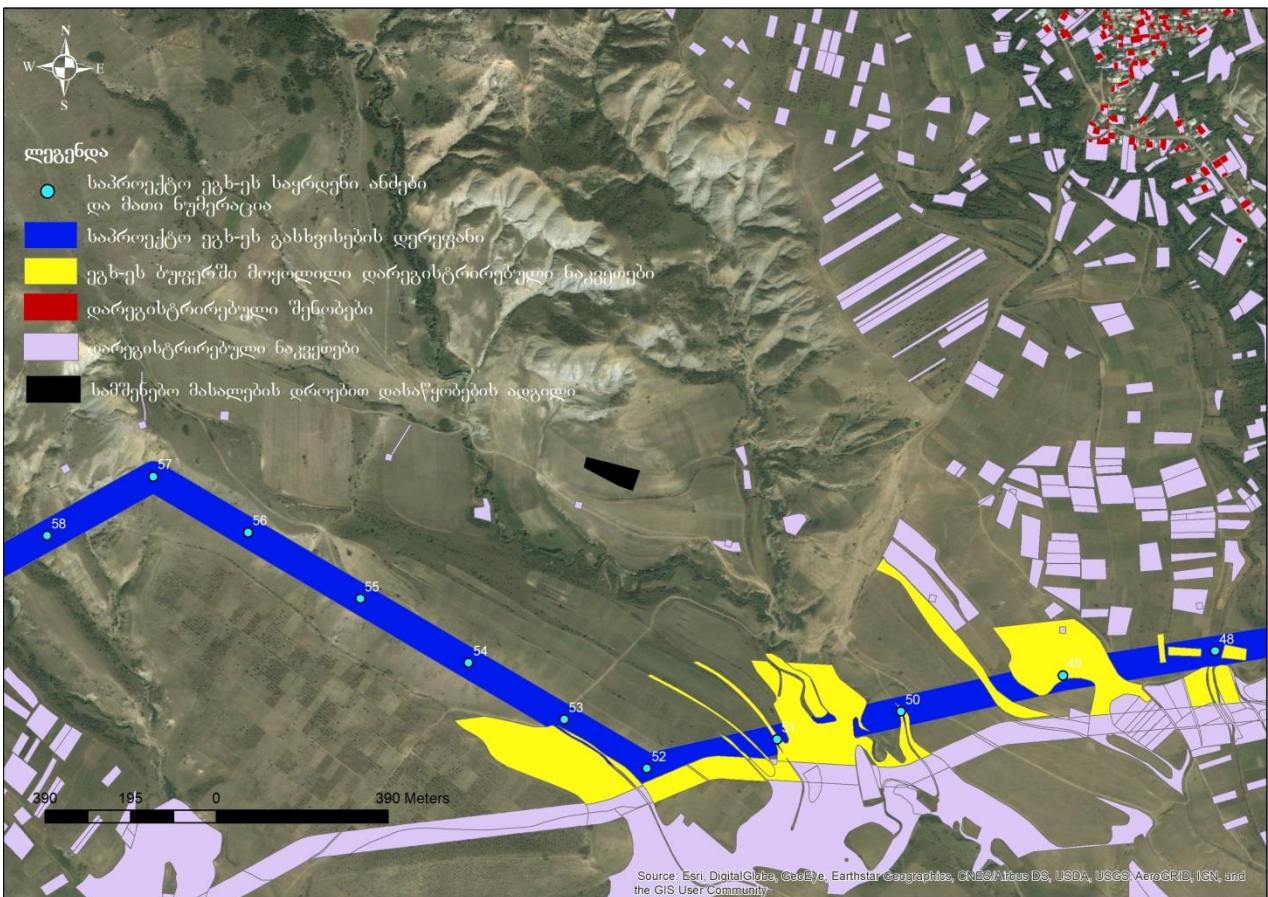 N
W E
S
ლეგენდა
საპროექტო ეგხ-ეს საყრდენი ანძები
და მათი ნუმერაცია
საპროექტო ეგხ-ეს გასხვისების დერეფანი
ეგხ-ეს ბუფერში მოყოლილი დარეგისტრირებული ნაკვეთები
დარეგისტრირებული შენობები
დარეგისტრირებული ნაკვეთები
სამშენებო მასალების დროებით დასაწყობების ადგილი
57
58
56
55
54
53
52
51
50
49
48
390 195 0 390 Meters
Source: Esri, DigitalGlobe, GeoEye, Earthstar Geographics, CNES/Airbus DS, USDA, USGS, AeroGRID, IGN, and
the GIS User Community